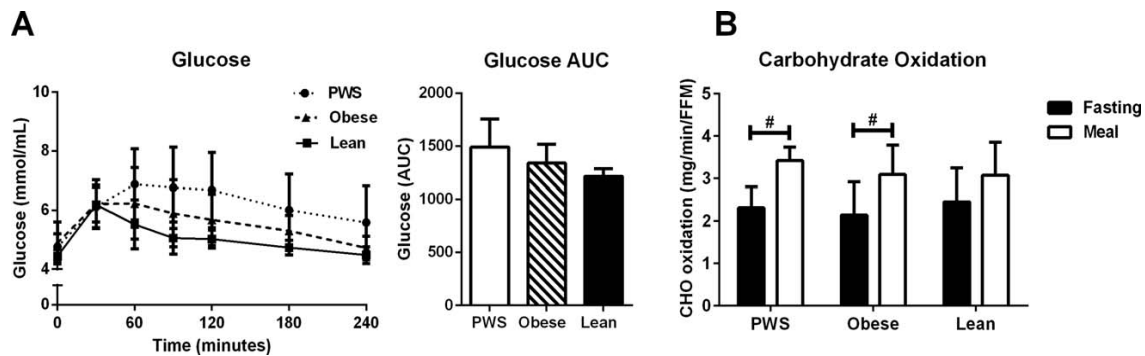 A
Glucose
Glucose (mmol/mL)
10
8
6
4
0
0
60
120
180
240
Time (minutes)
PWS
Obese
Lean
Glucose AUC
Glucose (AUC)
2000
1500
1000
500
0
PWS
Obese
Lean
B
Carbohydrate Oxidation
CHO oxidation (mg/min/FFM)
5
4
3
2
1
0
#
#
PWS
Obese
Lean
Fasting
Meal